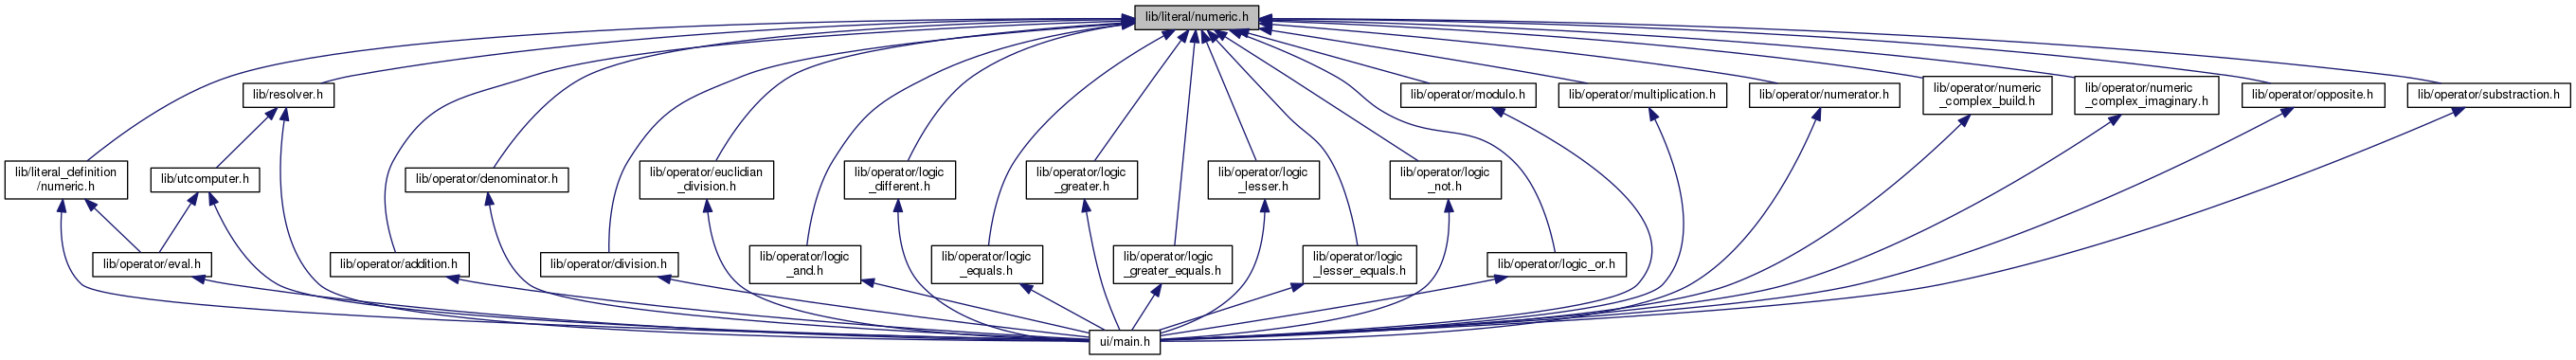 lib/literal/numeric.h
lib/resolver.h
lib/operator/modulo.h
lib/operator/multiplication.h
lib/operator/numerator.h
lib/operator/numeric
_complex_build.h
lib/operator/numeric
_complex_imaginary.h
lib/operator/opposite.h
lib/operator/substraction.h
lib/literal_definition
/numeric.h
lib/utcomputer.h
lib/operator/denominator.h
lib/operator/euclidian
_division.h
lib/operator/logic
_different.h
lib/operator/logic
_greater.h
lib/operator/logic
_lesser.h
lib/operator/logic
_not.h
lib/operator/eval.h
lib/operator/addition.h
lib/operator/division.h
lib/operator/logic
_and.h
lib/operator/logic
_equals.h
lib/operator/logic
_greater_equals.h
lib/operator/logic
_lesser_equals.h
lib/operator/logic_or.h
ui/main.h